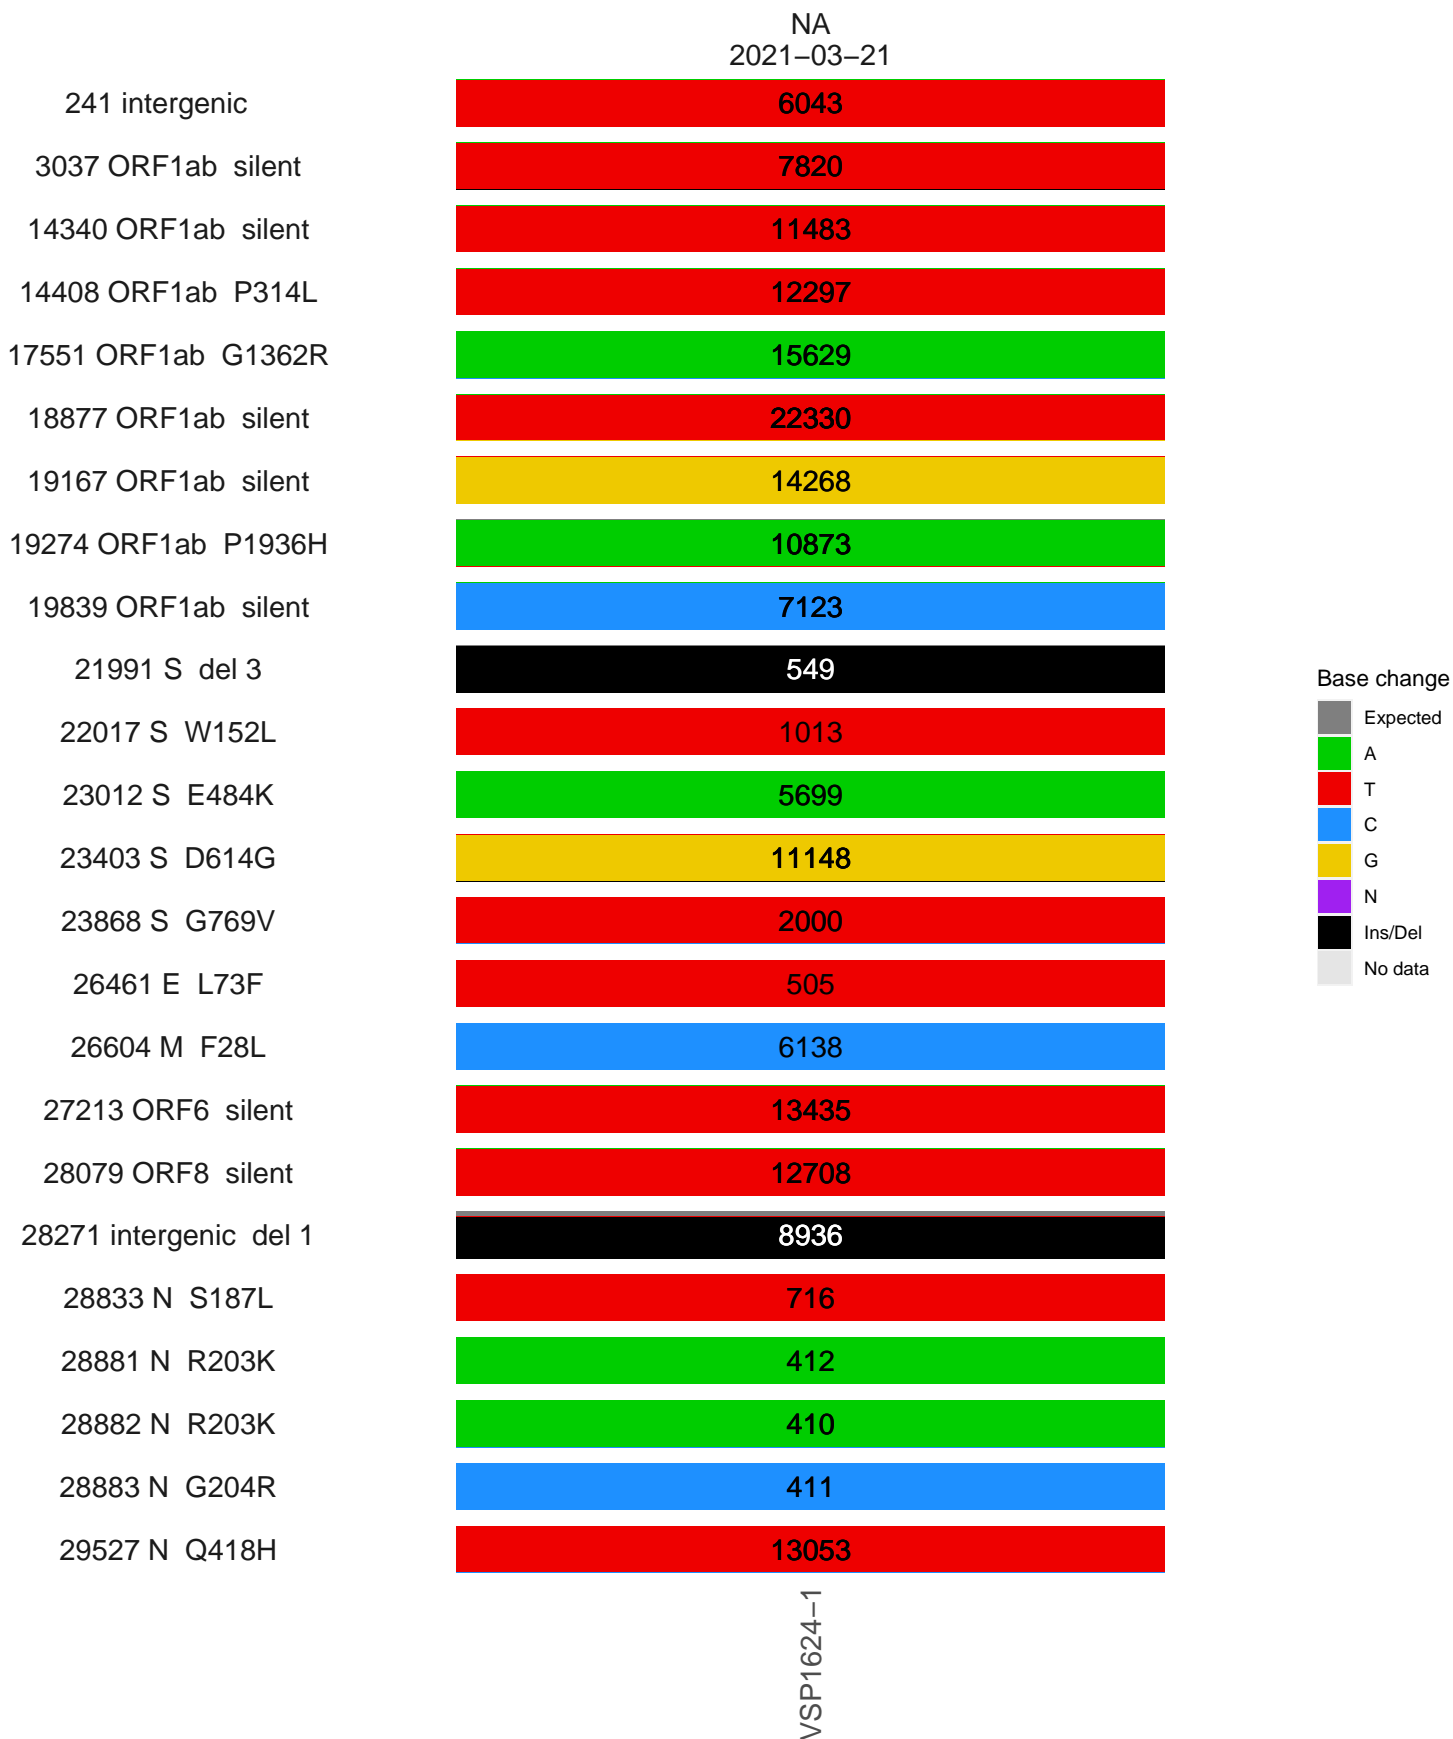 NA
2021−03−21
241 intergenic 6043
3037 ORF1ab  silent 7820
14340 ORF1ab  silent 11483
14408 ORF1ab  P314L 12297
17551 ORF1ab  G1362R 15629
18877 ORF1ab  silent 22330
19167 ORF1ab  silent 14268
19274 ORF1ab  P1936H 10873
19839 ORF1ab  silent 7123
21991 S  del 3 549
22017 S  W152L 1013
23012 S  E484K 5699
23403 S  D614G 11148
23868 S  G769V 2000
26461 E  L73F 505
26604 M  F28L 6138
27213 ORF6  silent 13435
28079 ORF8  silent 12708
28271 intergenic  del 1 8936
28833 N  S187L 716
28881 N  R203K 412
28882 N  R203K 410
28883 N  G204R 411
29527 N  Q418H 13053
VSP1624−1
Base change
Expected
A
T
C
G
N
Ins/Del
No data